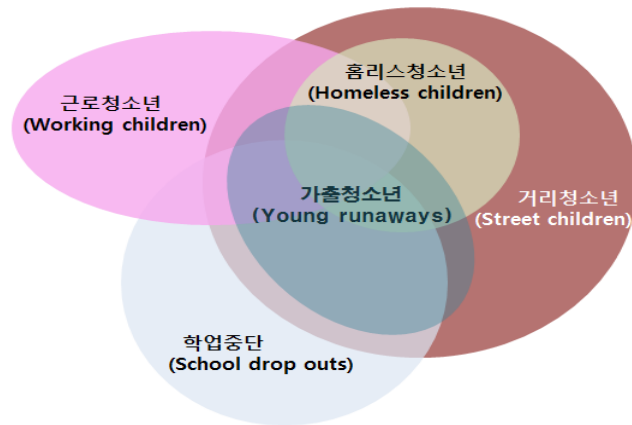 홈리스청소년
(Homeless children)
근로청소년
(Working children)
가출청소년
(Young runaways)
거리청소년
(Street children)
학업중단
(School drop outs)